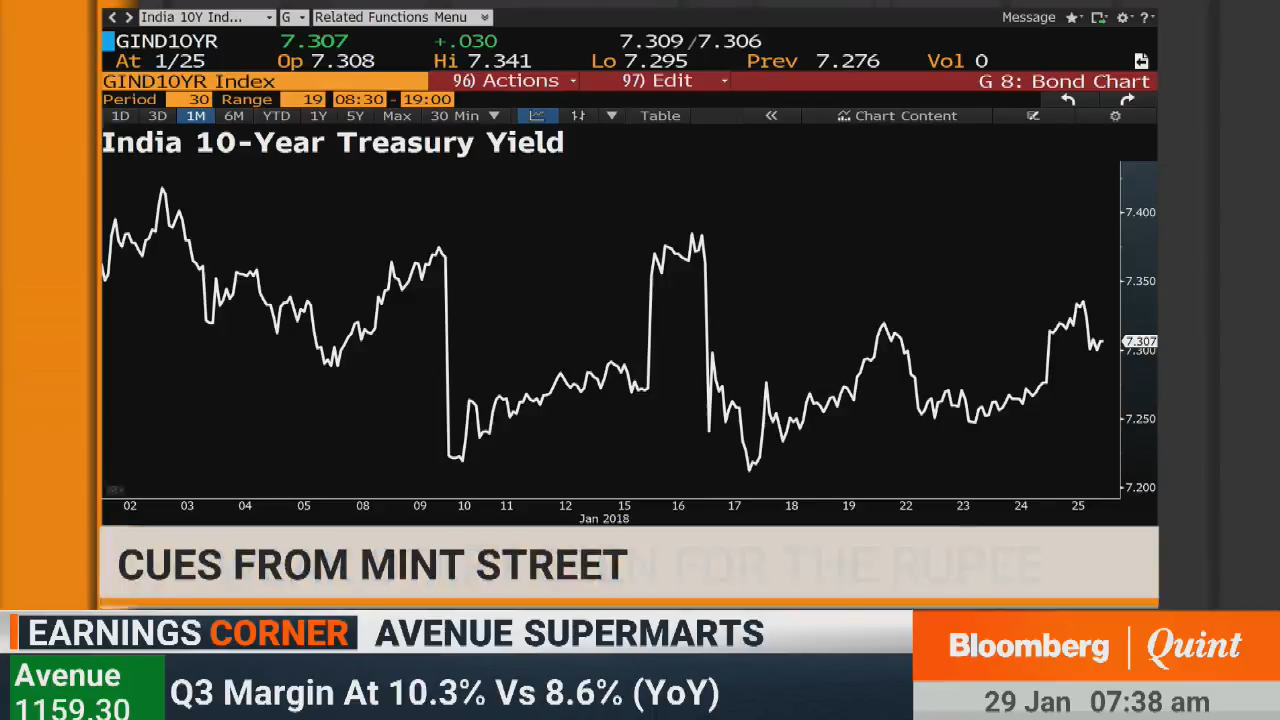 India 10Y Ind... G Related Functions Menu Message
GIND10YR 7.307 +.030 7.309/7.306
At 1/25 Op 7.308 Hi 7.341 Lo 7.295 Prev 7.276 Vol 0
GIND10YR Index 96) Actions 97) Edit G 8: Bond Chart
Period 30 Range 19 08:30 - 19:00
1D 3D 1M 6M YTD 1Y 5Y Max 30 Min Table Chart Content
India 10-Year Treasury Yield
7.400
7.350
7.307
7.300
7.250
7.200
02 03 04 05 08 09 10 11 12 15 16 17 18 19 22 23 24 25
Jan 2018
CUES FROM MINT STREET
FOR THE RUPEE
EARNINGS CORNER AVENUE SUPERMARTS
Bloomberg | Quint
Avenue
1159.30
Q3 Margin At 10.3% Vs 8.6% (YoY)
29 Jan 07:38 am